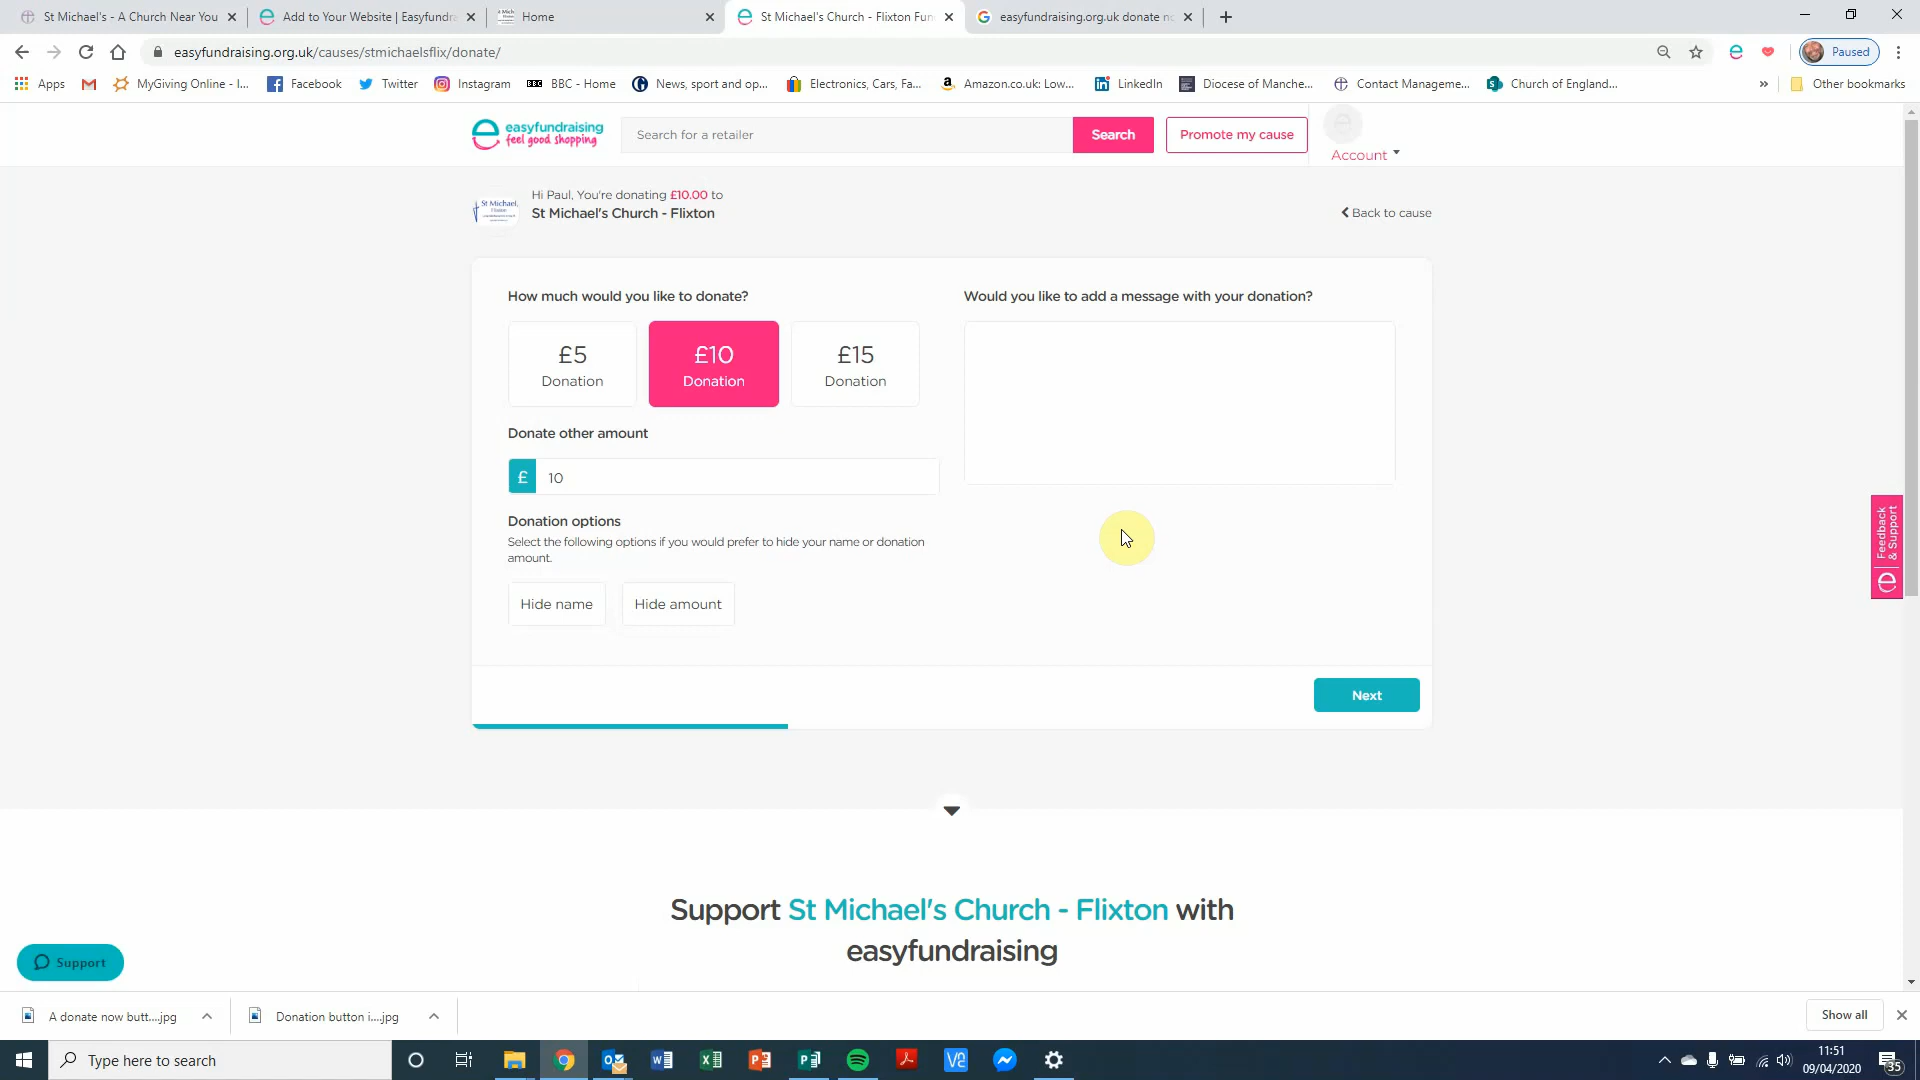 St Michael's - A Church Near You
Add to Your Website | Easyfundra
Home
St Michael's Church - Flixton Fun
easyfundraising.org.uk donate no
easyfundraising.org.uk/causes/stmichaelsflix/donate/
Paused
Apps
MyGiving Online - I...
Facebook
Twitter
Instagram
BBC - Home
News, sport and op...
Electronics, Cars, Fa...
Amazon.co.uk: Low...
LinkedIn
Diocese of Manche...
Contact Manageme...
Church of England...
»
Other bookmarks
easyfundraising
feel good shopping
Search for a retailer
Search
Promote my cause
Account
St Michael,
Hi Paul, You're donating £10.00 to
St Michael's Church - Flixton
Back to cause
How much would you like to donate?
£5
Donation
£10
Donation
£15
Donation
Donate other amount
£
10
Donation options
Select the following options if you would prefer to hide your name or donation
amount.
Hide name
Hide amount
Would you like to add a message with your donation?
Next
Feedback
& Support
Support St Michael's Church - Flixton with
easyfundraising
Support
A donate now butt....jpg
Donation button i....jpg
Show all
Type here to search
11:51
09/04/2020
35